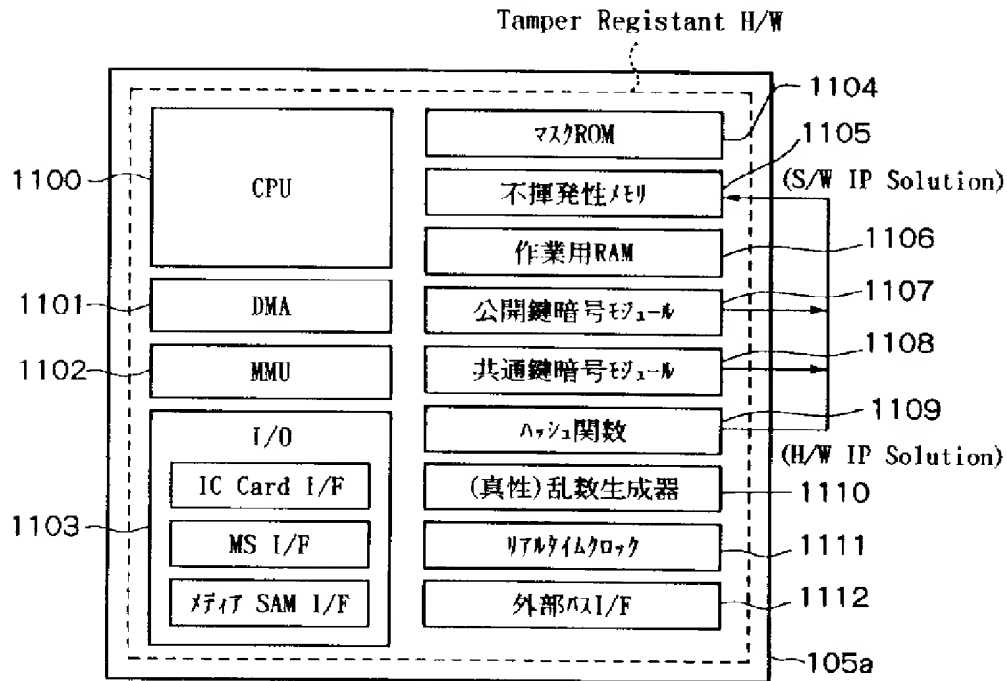 Tamper Registant H/W
1100
CPU
1101
DMA
1102
MMU
1103
I/O
IC Card I/F
MS I/F
ﾒﾃﾞｨｱ SAM I/F
ﾏｽｸROM
1104
不揮発性ﾒﾓﾘ
1105
(S/W IP Solution)
作業用RAM
1106
公開鍵暗号ﾓｼﾞｭｰﾙ
1107
共通鍵暗号ﾓｼﾞｭｰﾙ
1108
ﾊｯｼｭ関数
1109
(H/W IP Solution)
(真性)乱数生成器
1110
ﾘｱﾙﾀｲﾑｸﾛｯｸ
1111
外部ﾊﾞｽI/F
1112
105a